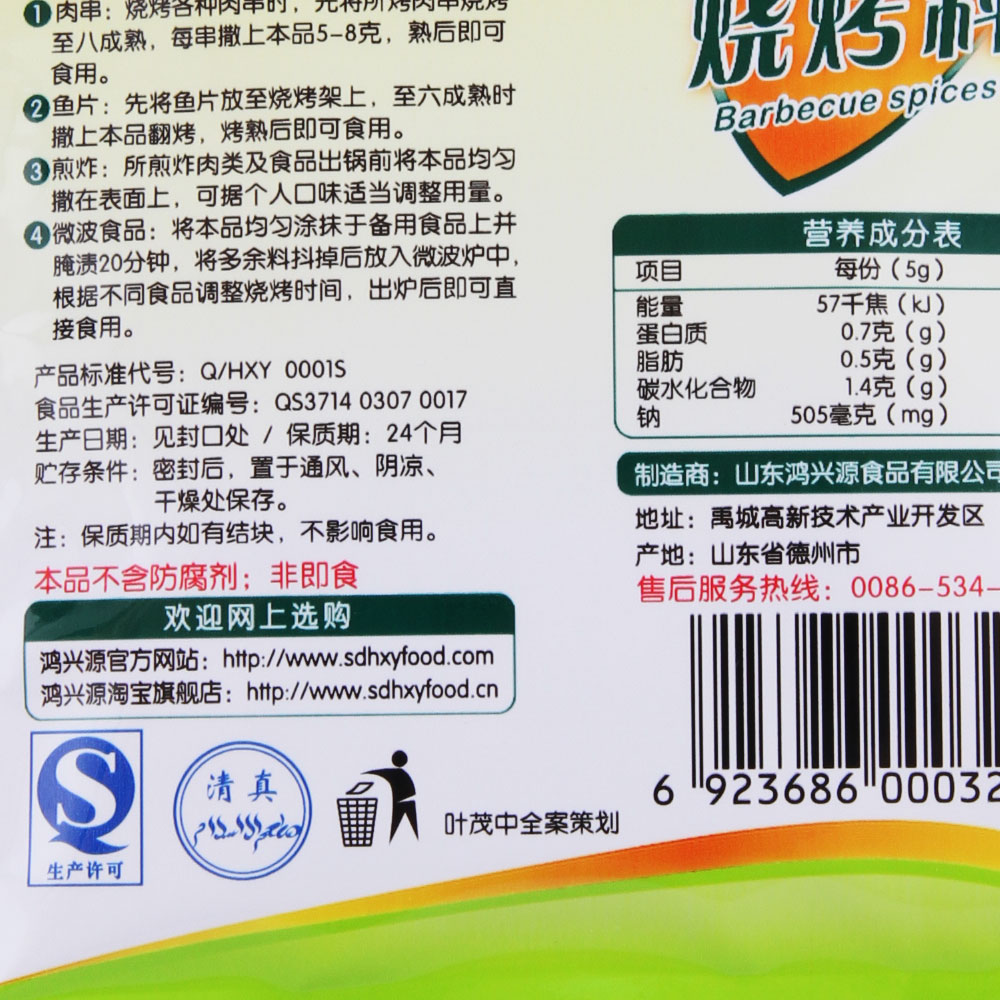 ❶肉串：烧烤各种肉串时，先将所烤肉串烧烤
至八成熟，每串撒上本品5-8克，熟后即可
食用。
❷鱼片：先将鱼片放至烧烤架上，至六成熟时
撒上本品翻烤，烤熟后即可食用。
❸煎炸：所煎炸肉类及食品出锅前将本品均匀
撒在表面上，可据个人口味适当调整用量。
❹微波食品：将本品均匀涂抹于备用食品上并
腌渍20分钟，将多余料抖掉后放入微波炉中，
根据不同食品调整烧烤时间，出炉后即可直
接食用。
产品标准代号：Q/HXY 0001S
食品生产许可证编号：QS3714 0307 0017
生产日期：见封口处 / 保质期：24个月
贮存条件：密封后，置于通风、阴凉、
干燥处保存。
注：保质期内如有结块，不影响食用。
本品不含防腐剂；非即食
欢迎网上选购
鸿兴源官方网站：http://www.sdhxyfood.com
鸿兴源淘宝旗舰店：http://www.sdhxyfood.cn
生产许可
清真
叶茂中全案策划
烧烤料
Barbecue spices
营养成分表
项目 每份（5g）
能量 57千焦（kJ）
蛋白质 0.7克（g）
脂肪 0.5克（g）
碳水化合物 1.4克（g）
钠 505毫克（mg）
制造商：山东鸿兴源食品有限公司
地址：禹城高新技术产业开发区
产地：山东省德州市
售后服务热线：0086-534-
6 923686 00032